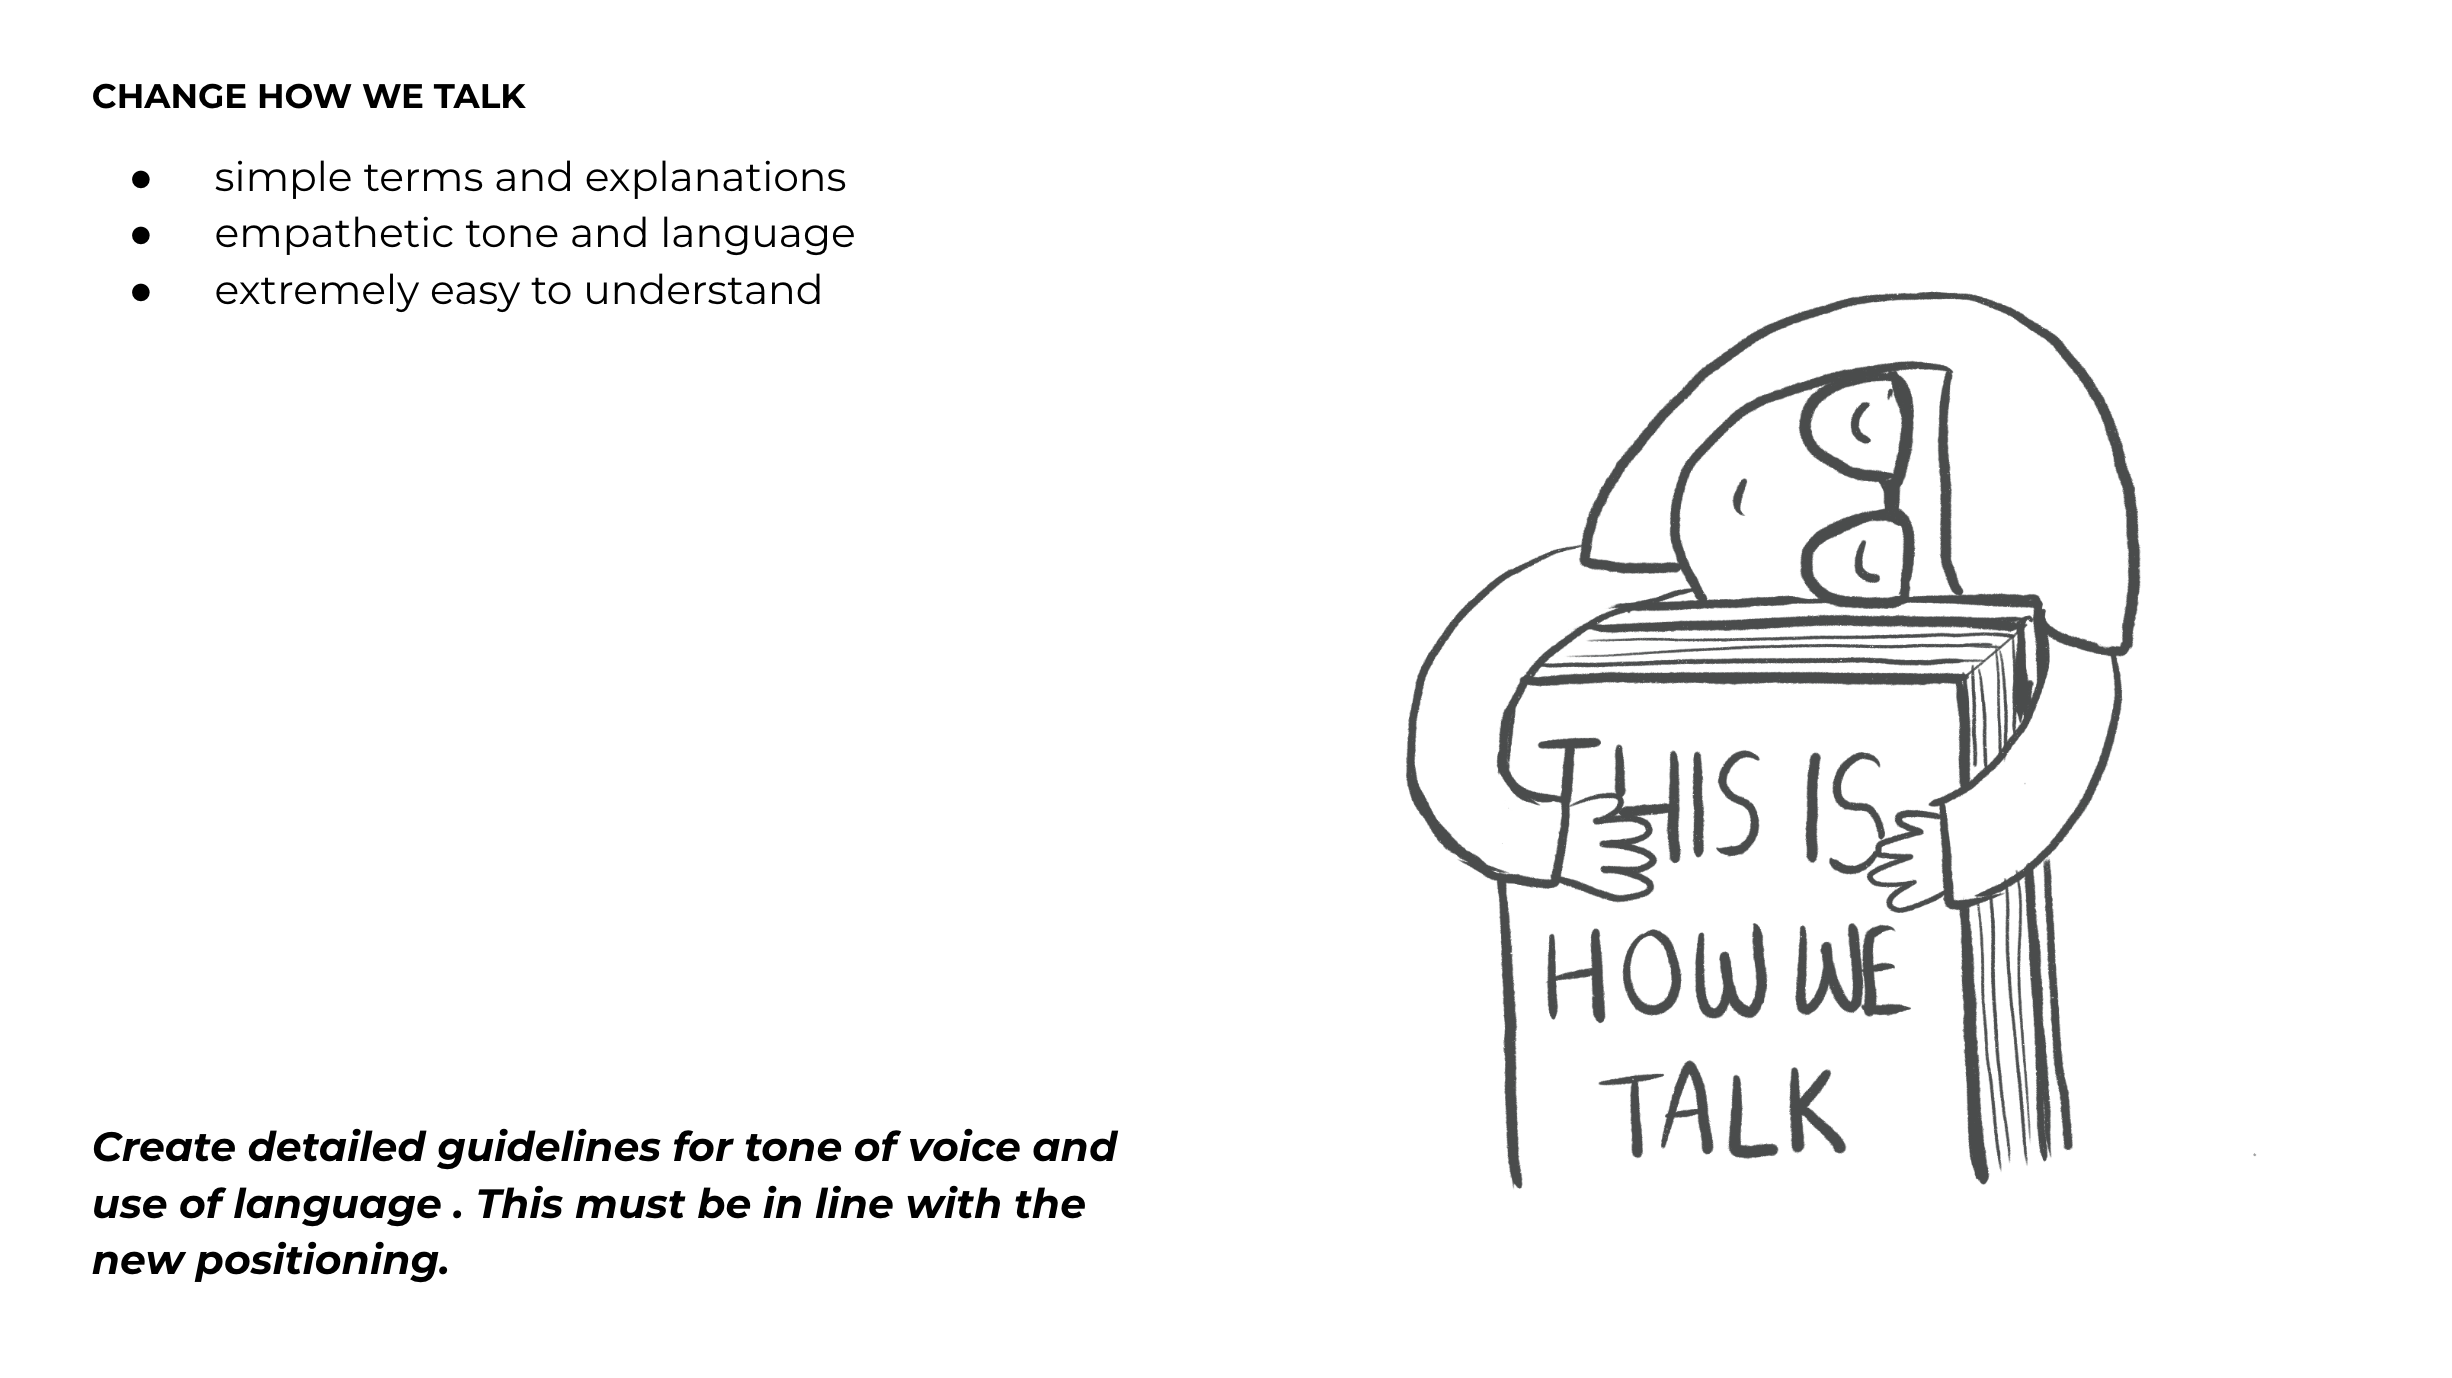 CHANGE HOW WE TALK
● simple terms and explanations
● empathetic tone and language
● extremely easy to understand
THIS IS
HOW WE
TALK
Create detailed guidelines for tone of voice and
use of language . This must be in line with the
new positioning.